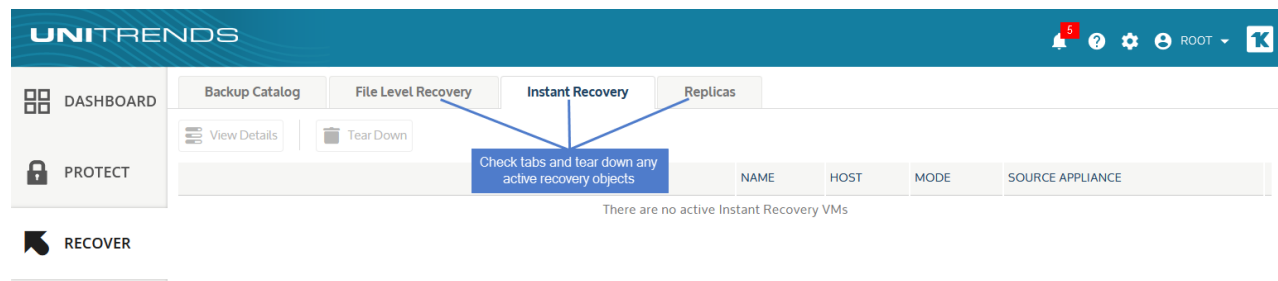 UNITRENDS
5
ROOT
DASHBOARD
Backup Catalog File Level Recovery Instant Recovery Replicas
View Details Tear Down
PROTECT
Check tabs and tear down any
active recovery objects
NAME HOST MODE SOURCE APPLIANCE
There are no active Instant Recovery VMs
RECOVER